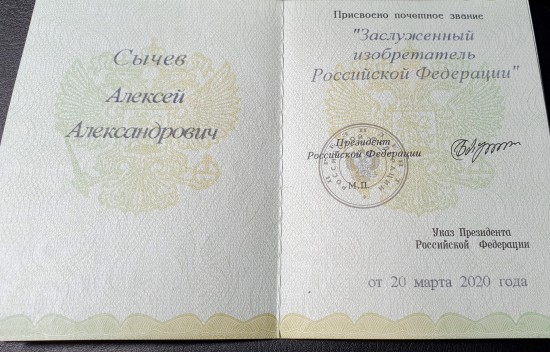 Сычев
Алексей
Александрович
Присвоено почетное звание
"Заслуженный
изобретатель
Российской Федерации"
Президент
Российской Федерации
М.П.
Указ Президента
Российской Федерации
от 20 марта 2020 года